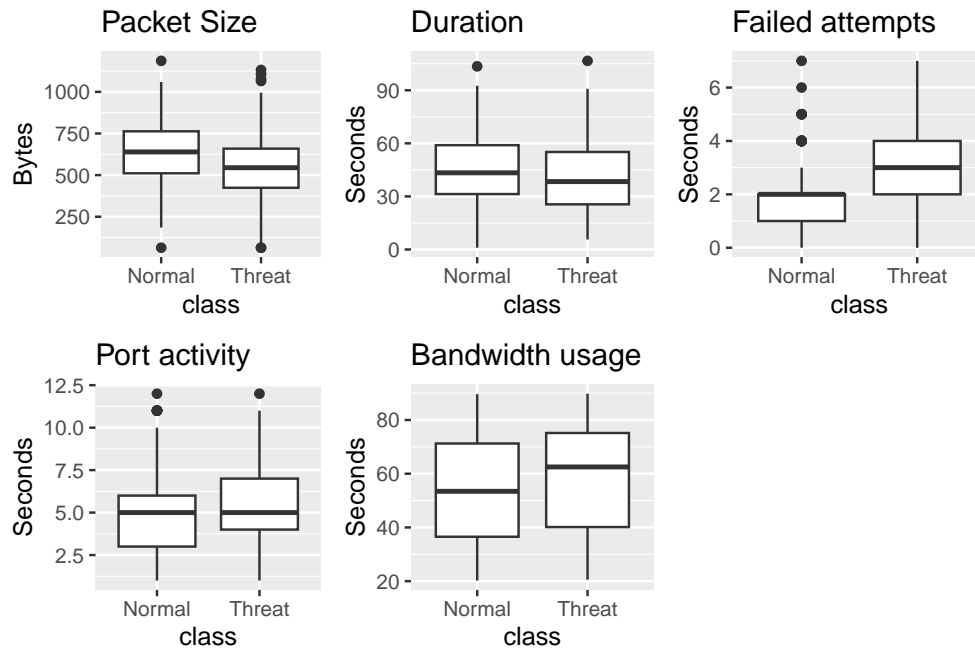 Packet Size
Bytes
1000
750
500
250
Normal Threat
class
Duration
Seconds
90
60
30
0
Normal Threat
class
Failed attempts
Seconds
6
4
2
0
Normal Threat
class
Port activity
Seconds
12.5
10.0
7.5
5.0
2.5
Normal Threat
class
Bandwidth usage
Seconds
80
60
40
20
Normal Threat
class